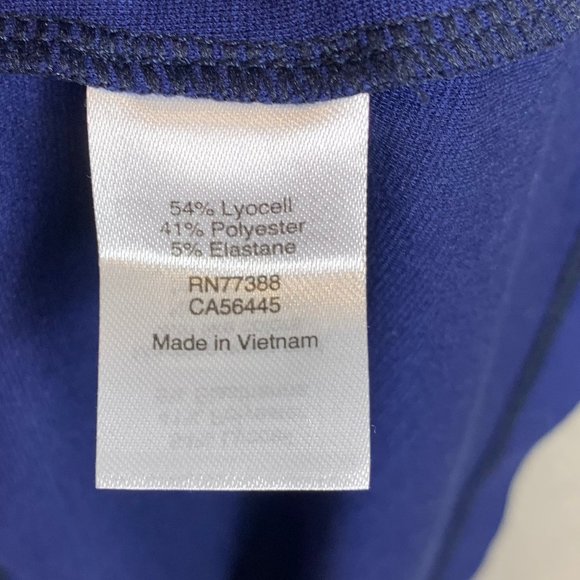 54% Lyocell
41% Polyester
5% Elastane
RN77388
CA56445
Made in Vietnam